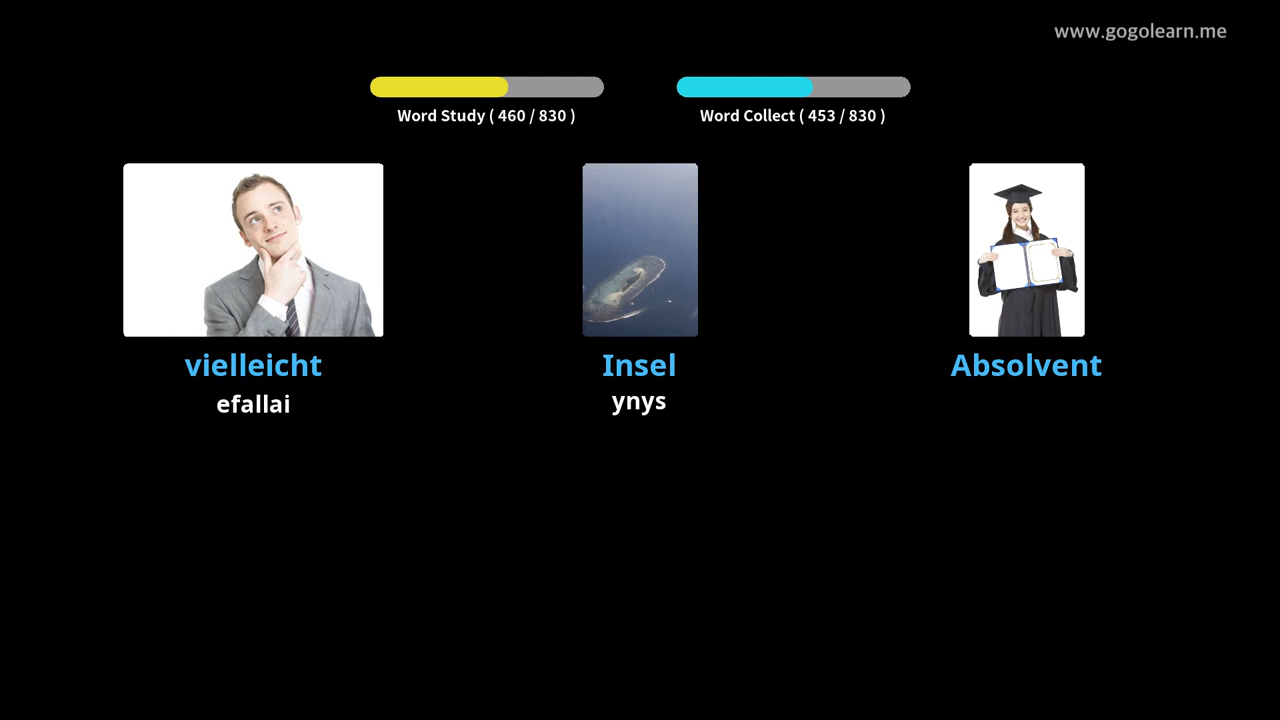 www.gogolearn.me
Word Study ( 460 / 830 )
Word Collect ( 453 / 830 )
vielleicht
efallai
Insel
ynys
Absolvent